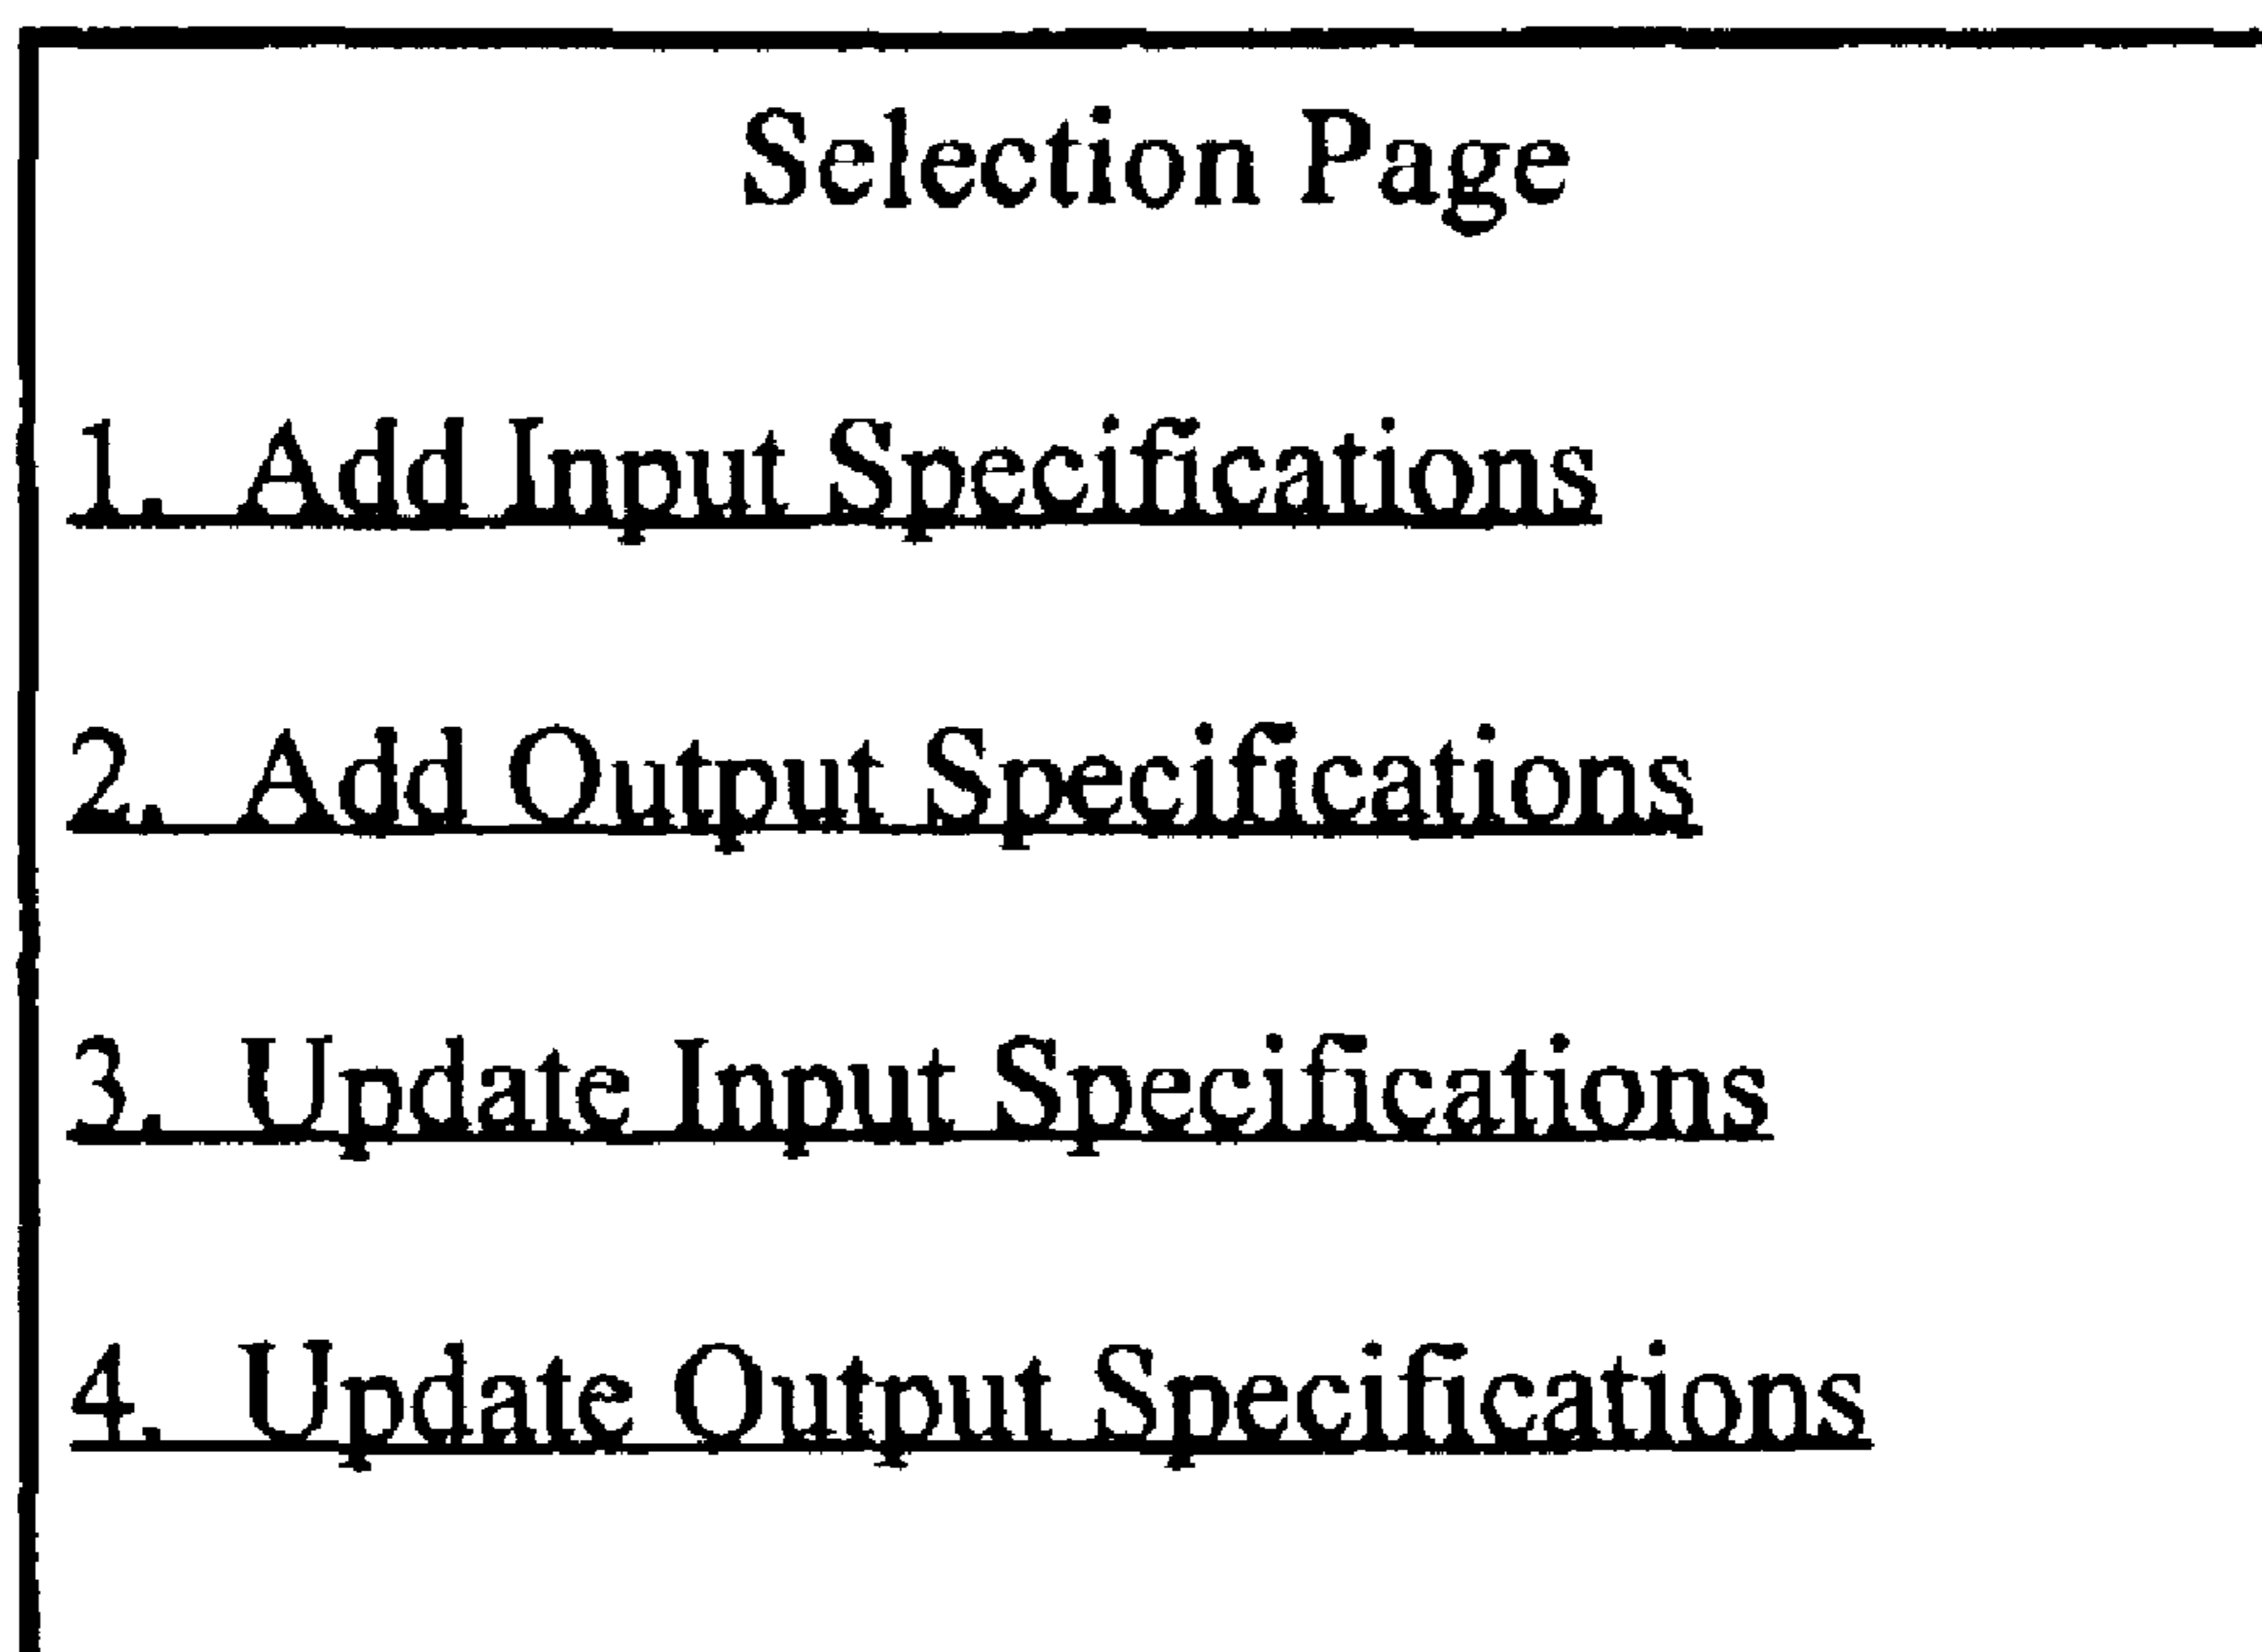 Selection Page
1. Add Input Specifications
2. Add Output Specifications
3. Update Input Specifications
4. Update Output Specifications